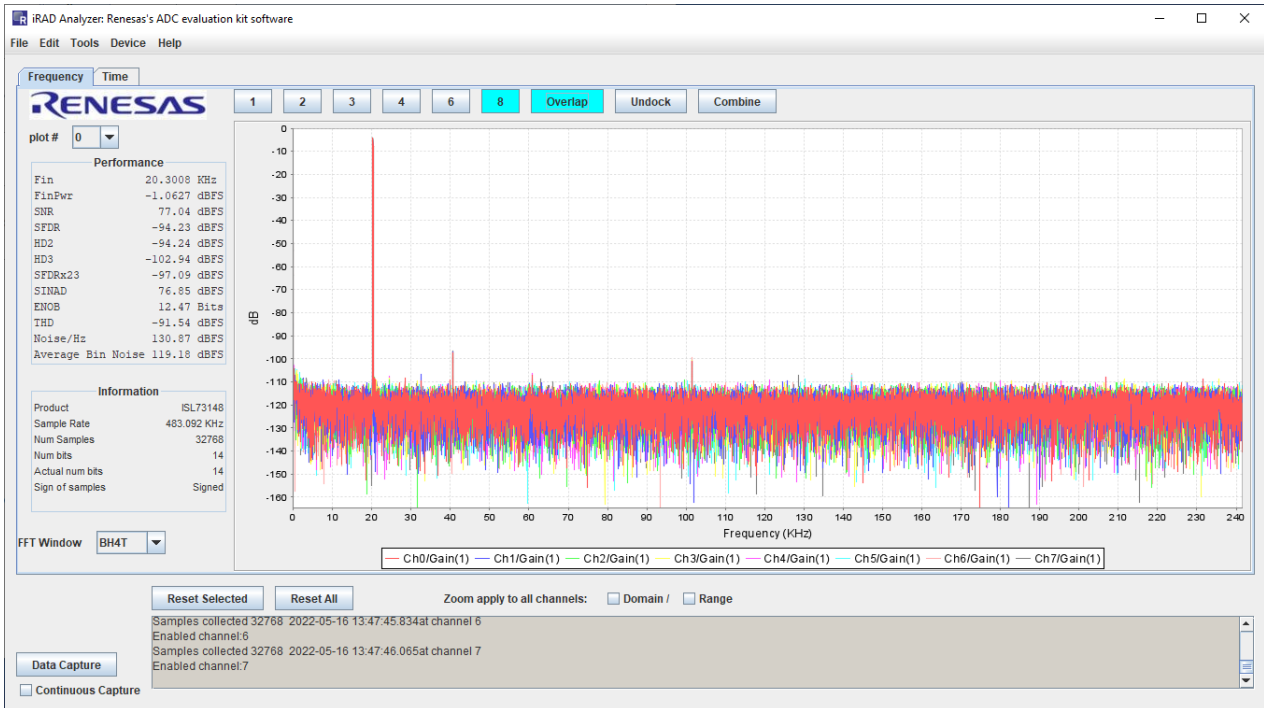 iRAD Analyzer: Renesas's ADC evaluation kit software
File Edit Tools Device Help
Frequency Time
RENESAS
1 2 3 4 6 8 Overlap Undock Combine
plot # 0
Performance
Fin 20.3008 KHz
FinPwr -1.0627 dBFS
SNR 77.04 dBFS
SFDR -94.23 dBFS
HD2 -94.24 dBFS
HD3 -102.94 dBFS
SFDRx23 -97.09 dBFS
SINAD 76.85 dBFS
ENOB 12.47 Bits
THD -91.54 dBFS
Noise/Hz 130.87 dBFS
Average Bin Noise 119.18 dBFS
Information
Product ISL73148
Sample Rate 483.092 KHz
Num Samples 32768
Num bits 14
Actual num bits 14
Sign of samples Signed
FFT Window BH4T
dB
0
-10
-20
-30
-40
-50
-60
-70
-80
-90
-100
-110
-120
-130
-140
-150
-160
0 10 20 30 40 50 60 70 80 90 100 110 120 130 140 150 160 170 180 190 200 210 220 230 240
Frequency (KHz)
Ch0/Gain(1) Ch1/Gain(1) Ch2/Gain(1) Ch3/Gain(1) Ch4/Gain(1) Ch5/Gain(1) Ch6/Gain(1) Ch7/Gain(1)
Reset Selected Reset All Zoom apply to all channels: Domain / Range
Samples collected 32768 2022-05-16 13:47:45.834at channel 6
Enabled channel:6
Samples collected 32768 2022-05-16 13:47:46.065at channel 7
Enabled channel:7
Data Capture
Continuous Capture